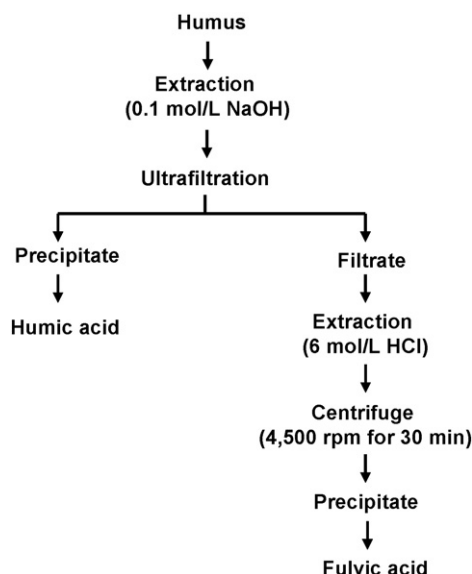 Humus
Extraction
(0.1 mol/L NaOH)
Ultrafiltration
Precipitate
Humic acid
Filtrate
Extraction
(6 mol/L HCl)
Centrifuge
(4,500 rpm for 30 min)
Precipitate
Fulvic acid